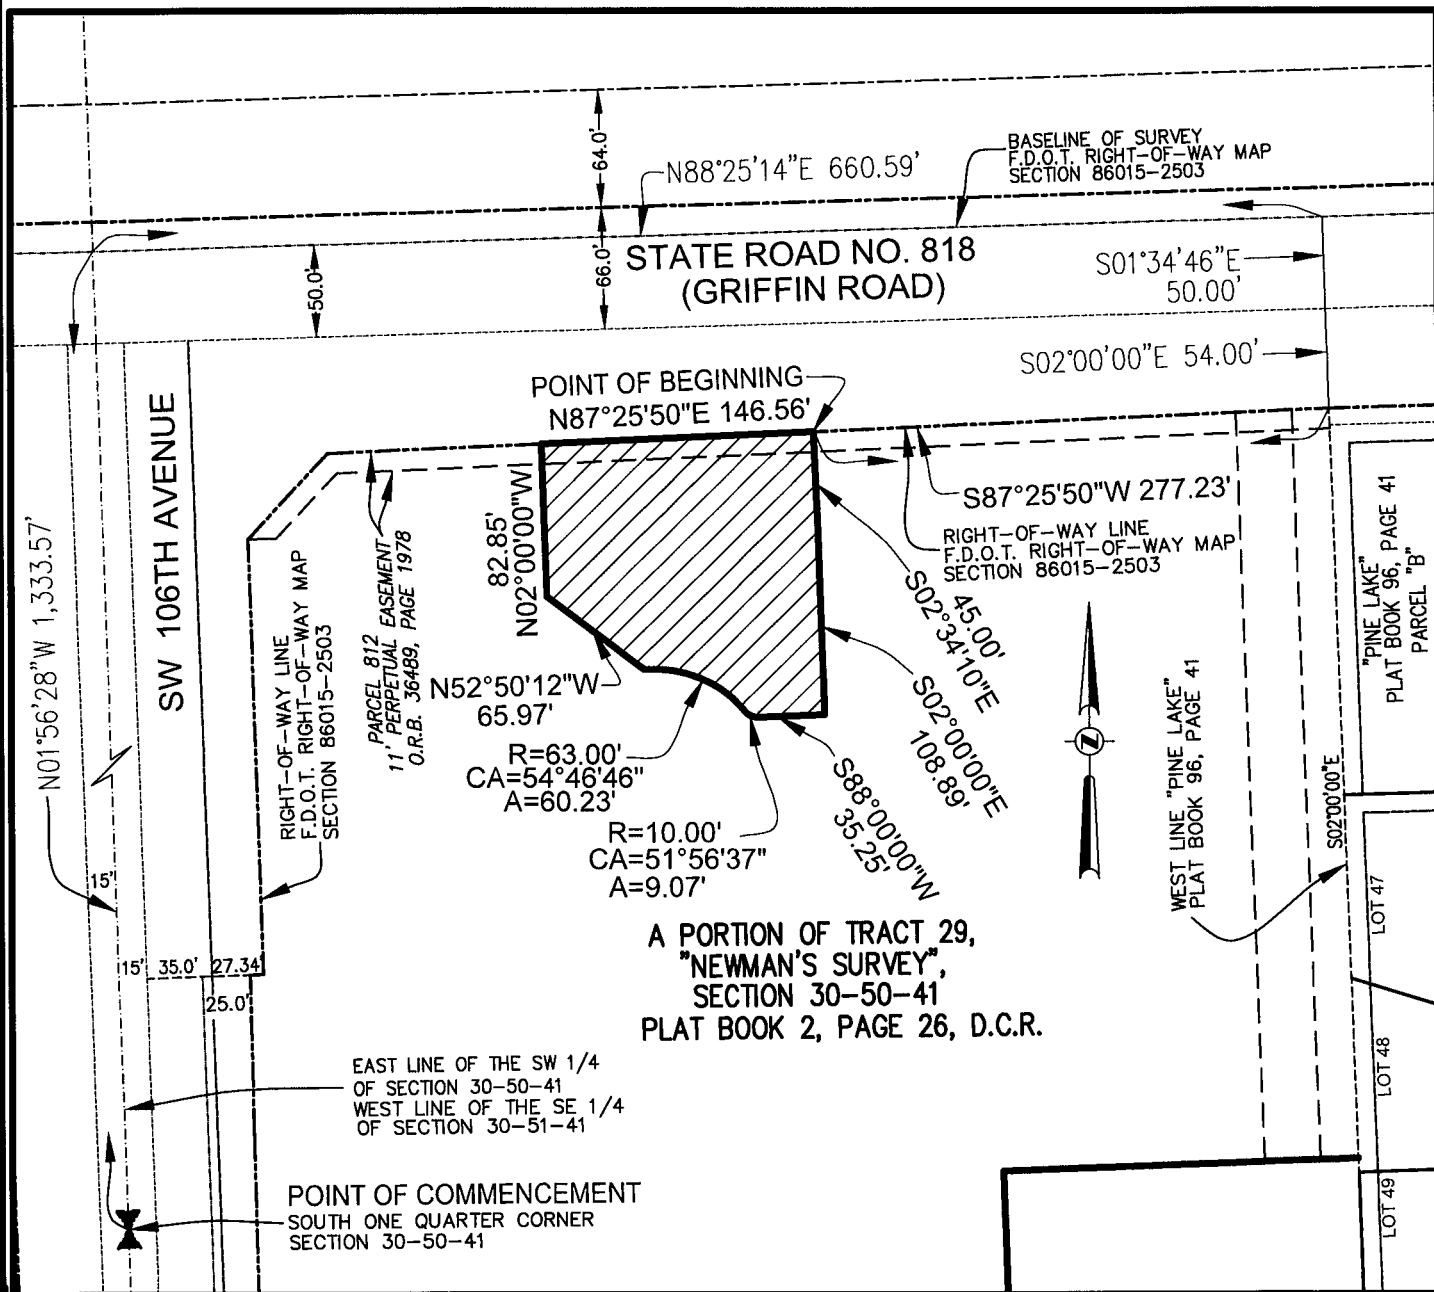 BASELINE OF SURVEY
F.D.O.T. RIGHT-OF-WAY MAP
SECTION 86015-2503
64.0'
N88°25'14"E 660.59'
STATE ROAD NO. 818
(GRIFFIN ROAD)
66.0'
50.0'
S01°34'46"E
50.00'
S02°00'00"E 54.00'
POINT OF BEGINNING
N87°25'50"E 146.56'
S87°25'50"W 277.23'
RIGHT-OF-WAY LINE
F.D.O.T. RIGHT-OF-WAY MAP
SECTION 86015-2503
SW 106TH AVENUE
N01°56'28"W 1,333.57'
82.85'
N02°00'00"W
RIGHT-OF-WAY LINE
F.D.O.T. RIGHT-OF-WAY MAP
SECTION 86015-2503
PARCEL 812
11' PERPETUAL EASEMENT
O.R.B. 36489, PAGE 1978
45.00'
S02°34'10"E
S02°00'00"E
108.89'
N52°50'12"W
65.97'
R=63.00'
CA=54°46'46"
A=60.23'
R=10.00'
CA=51°56'37"
A=9.07'
S88°00'00"W
35.25'
Z
"PINE LAKE"
PLAT BOOK 96, PAGE 41
PARCEL "B"
WEST LINE "PINE LAKE"
PLAT BOOK 96, PAGE 41
S02°00'00"E
LOT 47
LOT 48
LOT 49
15'
15'
35.0'
27.34'
25.0'
A PORTION OF TRACT 29,
"NEWMAN'S SURVEY",
SECTION 30-50-41
PLAT BOOK 2, PAGE 26, D.C.R.
EAST LINE OF THE SW 1/4
OF SECTION 30-50-41
WEST LINE OF THE SE 1/4
OF SECTION 30-51-41
POINT OF COMMENCEMENT
SOUTH ONE QUARTER CORNER
SECTION 30-50-41